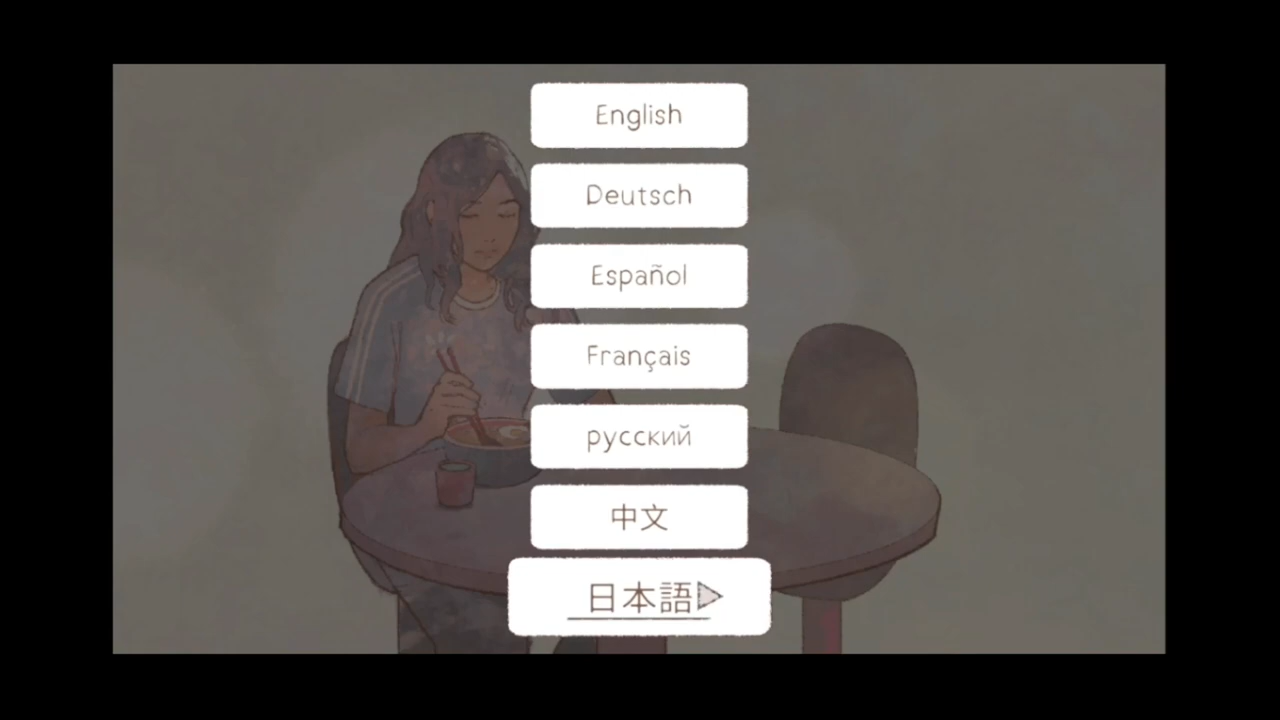 English
Deutsch
Español
Français
русский
中文
日本語